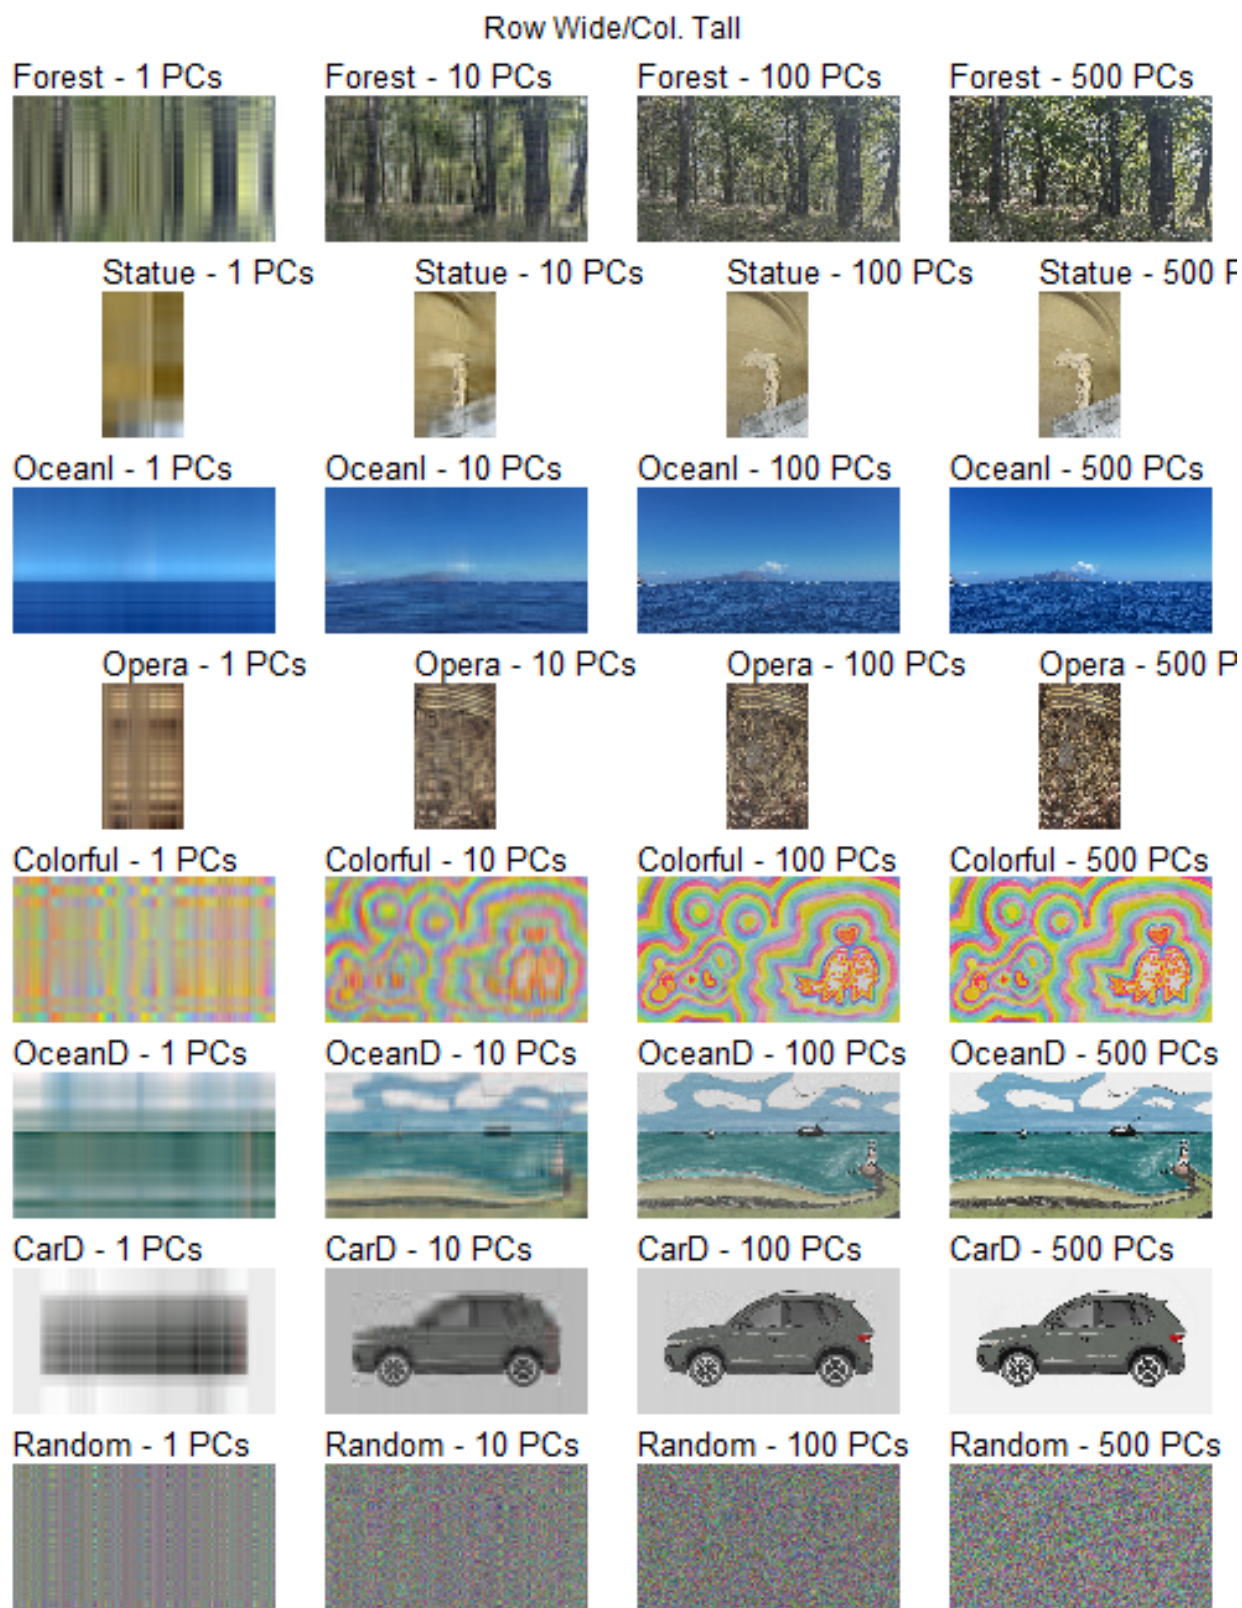 Row Wide/Col. Tall
Forest - 1 PCs Forest - 10 PCs Forest - 100 PCs Forest - 500 PCs
Statue - 1 PCs Statue - 10 PCs Statue - 100 PCs Statue - 500 P
OceanI - 1 PCs OceanI - 10 PCs OceanI - 100 PCs OceanI - 500 PCs
Opera - 1 PCs Opera - 10 PCs Opera - 100 PCs Opera - 500 P
Colorful - 1 PCs Colorful - 10 PCs Colorful - 100 PCs Colorful - 500 PCs
OceanD - 1 PCs OceanD - 10 PCs OceanD - 100 PCs OceanD - 500 PCs
CarD - 1 PCs CarD - 10 PCs CarD - 100 PCs CarD - 500 PCs
Random - 1 PCs Random - 10 PCs Random - 100 PCs Random - 500 PCs